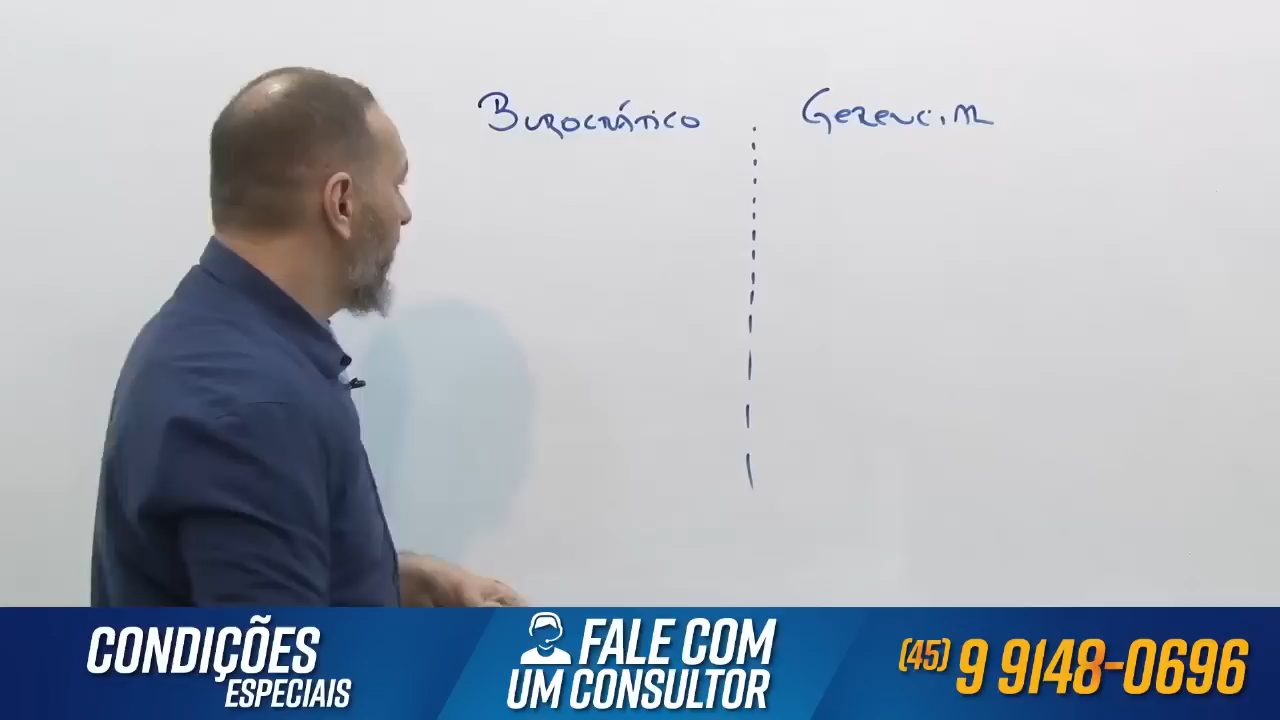 Burocrático
Gerencial
CONDIÇÕES
ESPECIAIS
FALE COM
UM CONSULTOR
(45) 9 9148-0696